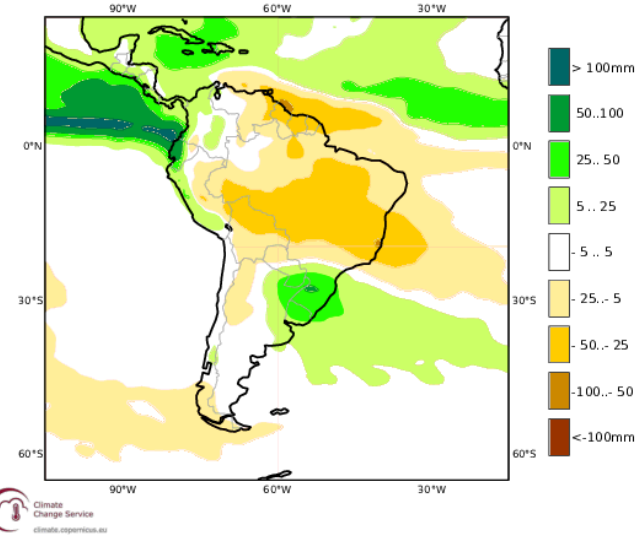 90°W 60°W 30°W
0°N 0°N
30°S 30°S
60°S 60°S
90°W 60°W 30°W
> 100mm
50..100
25.. 50
5 .. 25
- 5 .. 5
- 25..- 5
- 50..- 25
-100..- 50
<-100mm
Climate
Change Service
climate.copernicus.eu